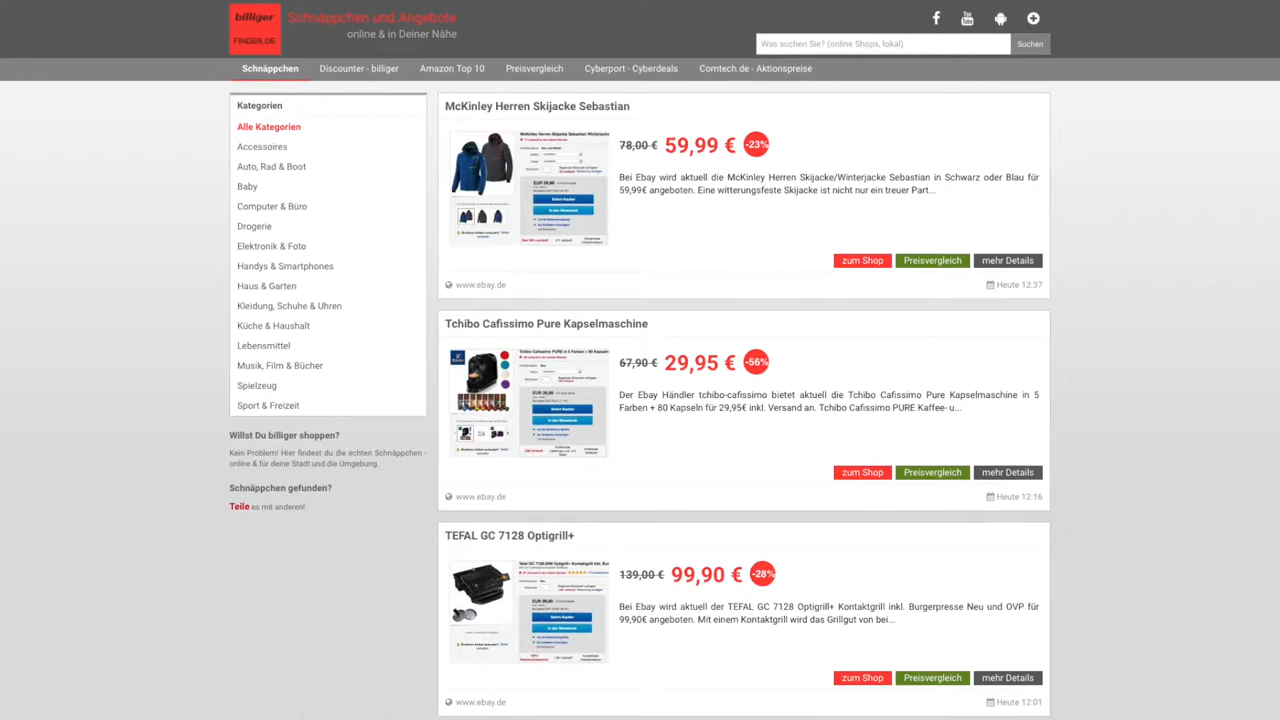 billiger
FINDER.DE
Schnäppchen und Angebote
online & in Deiner Nähe
Was suchen Sie? (online Shops, lokal)
Suchen
Schnäppchen
Discounter - billiger
Amazon Top 10
Preisvergleich
Cyberport - Cyberdeals
Comtech.de - Aktionspreise
Kategorien
Alle Kategorien
Accessoires
Auto, Rad & Boot
Baby
Computer & Büro
Drogerie
Elektronik & Foto
Handys & Smartphones
Haus & Garten
Kleidung, Schuhe & Uhren
Küche & Haushalt
Lebensmittel
Musik, Film & Bücher
Spielzeug
Sport & Freizeit
Willst Du billiger shoppen?
Kein Problem! Hier findest du die echten Schnäppchen -
online & für deine Stadt und die Umgebung.
Schnäppchen gefunden?
Teile es mit anderen!
McKinley Herren Skijacke Sebastian
78,00 € 59,99 € -23%
Bei Ebay wird aktuell die McKinley Herren Skijacke/Winterjacke Sebastian in Schwarz oder Blau für
59,99€ angeboten. Eine witterungsfeste Skijacke ist nicht nur ein treuer Part...
zum Shop
Preisvergleich
mehr Details
www.ebay.de
Heute 12:37
Tchibo Cafissimo Pure Kapselmaschine
67,90 € 29,95 € -56%
Der Ebay Händler tchibo-cafissimo bietet aktuell die Tchibo Cafissimo Pure Kapselmaschine in 5
Farben + 80 Kapseln für 29,95€ inkl. Versand an. Tchibo Cafissimo PURE Kaffee- u...
zum Shop
Preisvergleich
mehr Details
www.ebay.de
Heute 12:16
TEFAL GC 7128 Optigrill+
139,00 € 99,90 € -28%
Bei Ebay wird aktuell der TEFAL GC 7128 Optigrill+ Kontaktgrill inkl. Burgerpresse Neu und OVP für
99,90€ angeboten. Mit einem Kontaktgrill wird das Grillgut von bei...
zum Shop
Preisvergleich
mehr Details
www.ebay.de
Heute 12:01